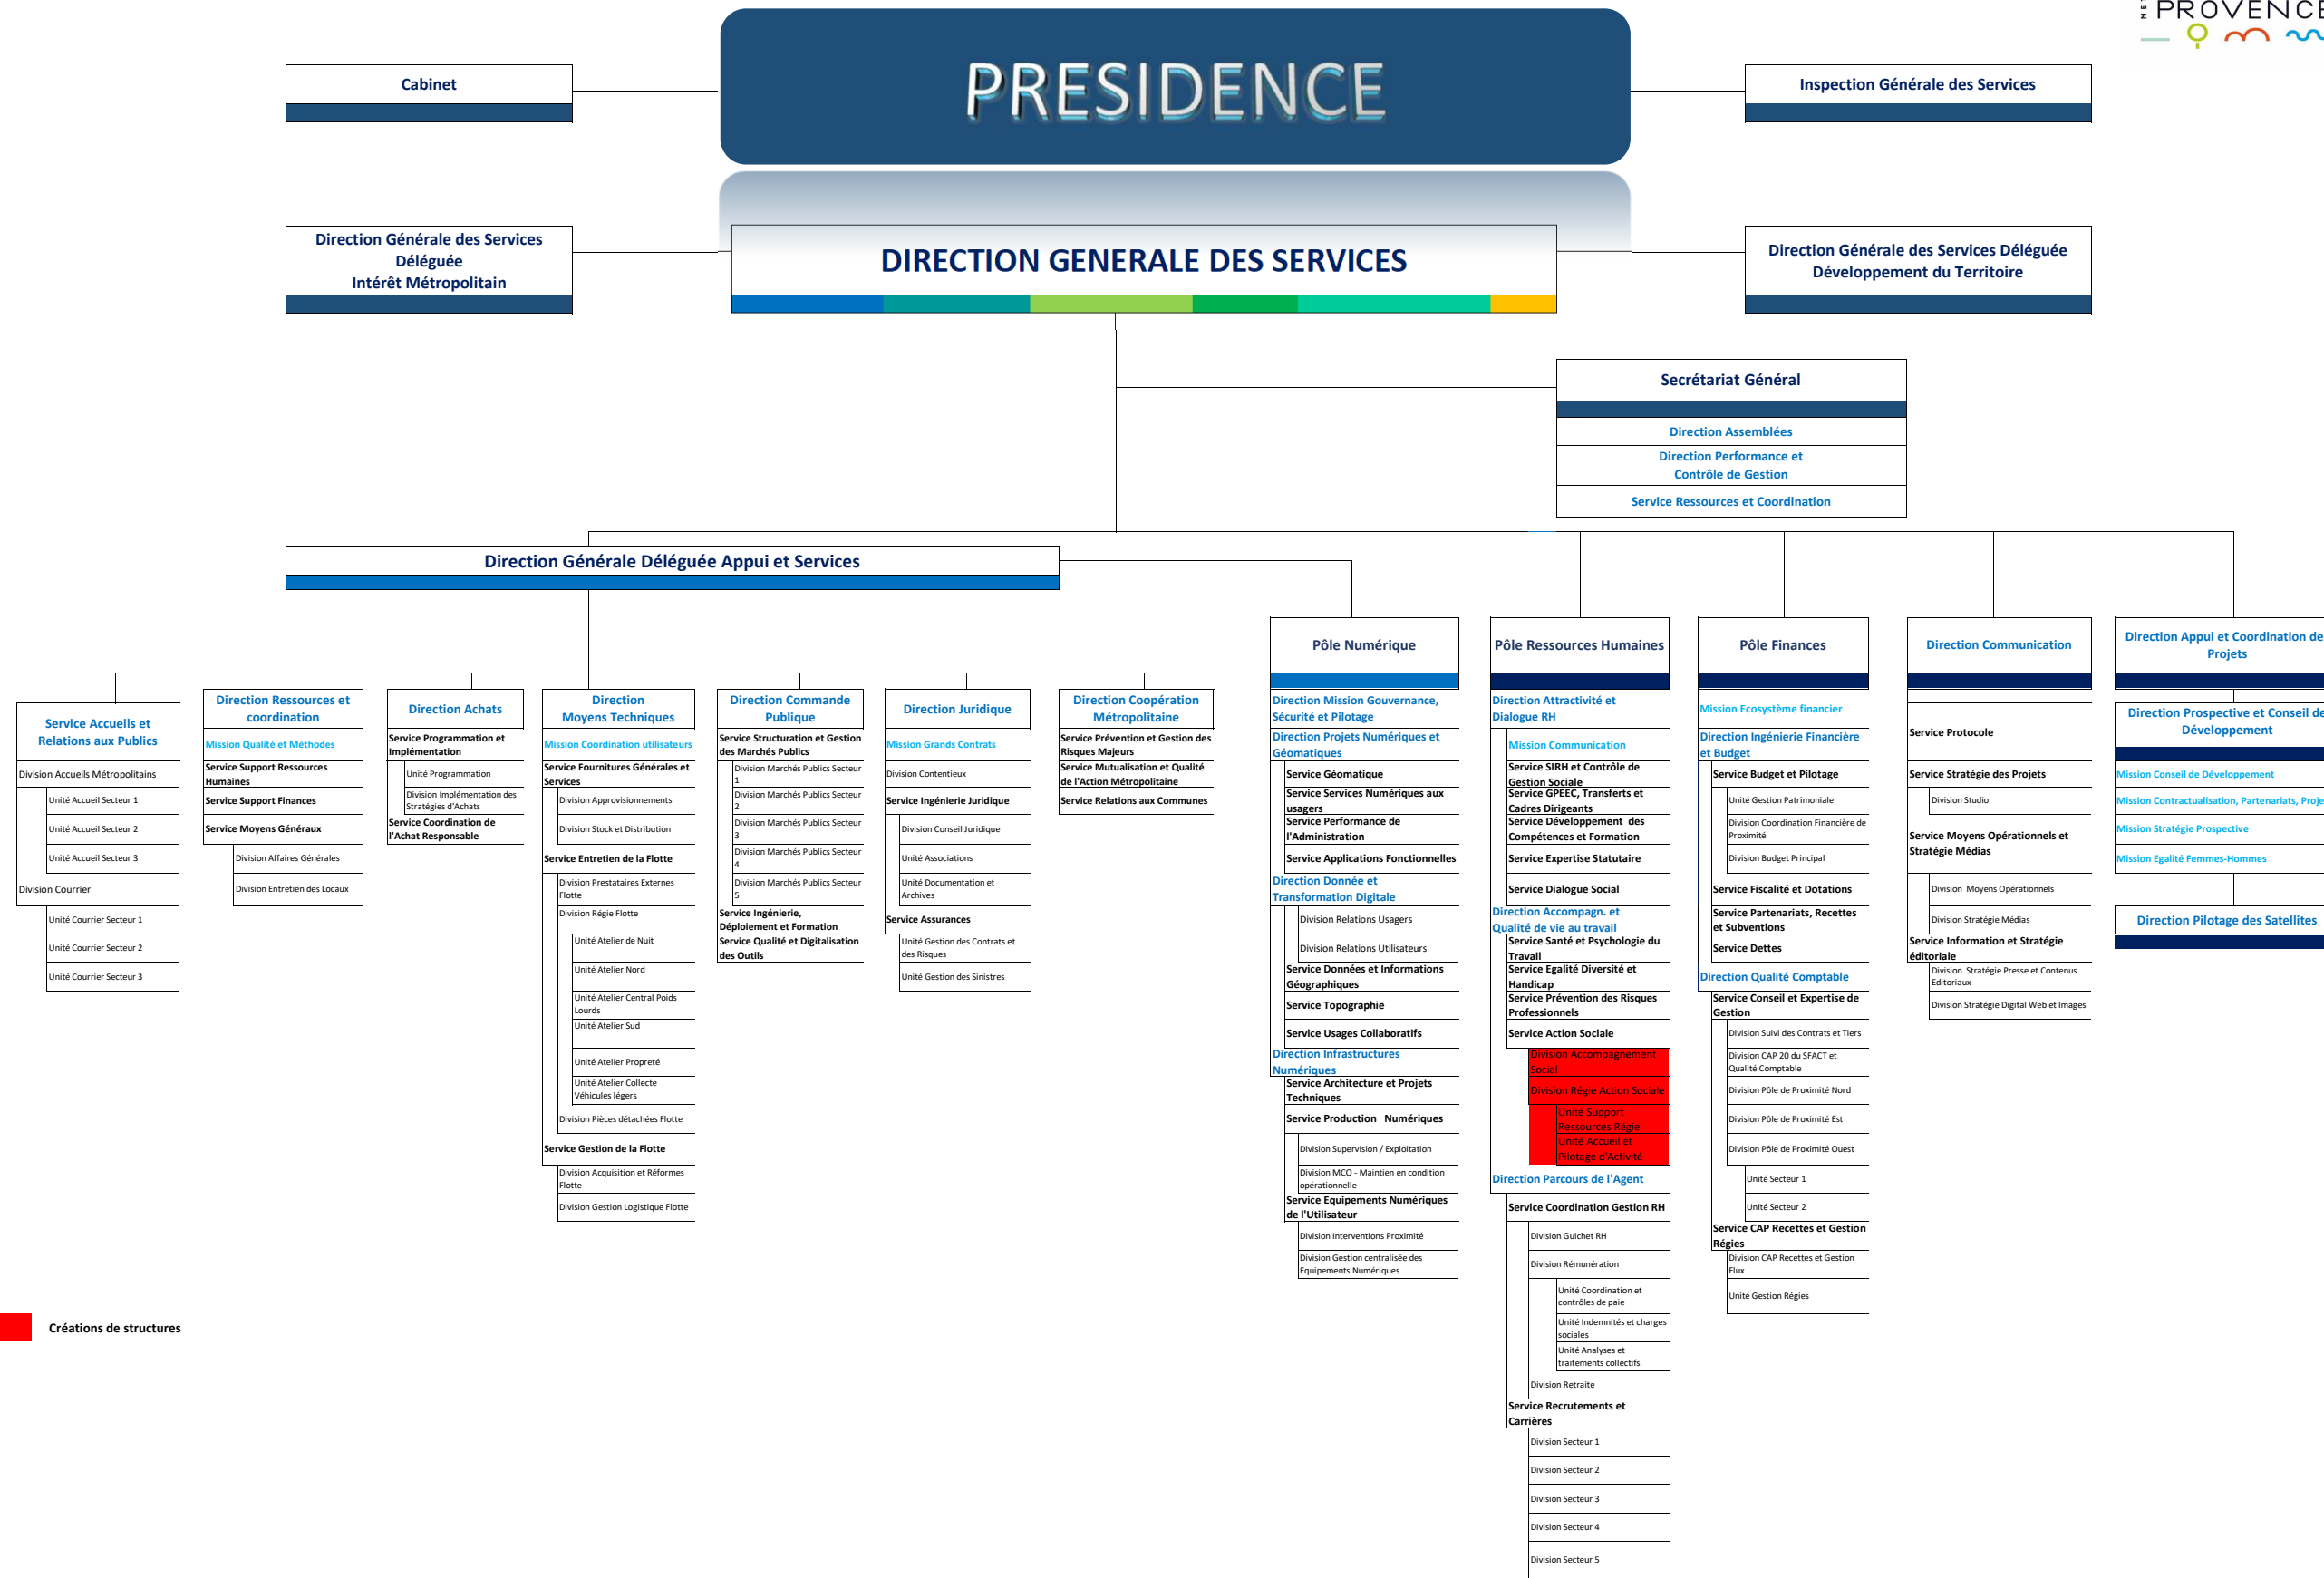 PROVENCE
PRESIDENCE
Cabinet
Inspection Générale des Services
Direction Générale des Services
Déléguée
Intérêt Métropolitain
DIRECTION GENERALE DES SERVICES
Direction Générale des Services Déléguée
Développement du Territoire
Secrétariat Général
Direction Assemblées
Direction Performance et
Contrôle de Gestion
Service Ressources et Coordination
Direction Générale Déléguée Appui et Services
Service Accueils et
Relations aux Publics
Division Accueils Métropolitains
Unité Accueil Secteur 1
Unité Accueil Secteur 2
Unité Accueil Secteur 3
Division Courrier
Unité Courrier Secteur 1
Unité Courrier Secteur 2
Unité Courrier Secteur 3
Direction Ressources et
coordination
Mission Qualité et Méthodes
Service Support Ressources
Humaines
Service Support Finances
Service Moyens Généraux
Division Affaires Générales
Division Entretien des Locaux
Direction Achats
Service Programmation et
Implémentation
Unité Programmation
Division Implémentation des
Stratégies d'Achats
Service Coordination de
l'Achat Responsable
Direction
Moyens Techniques
Mission Coordination utilisateurs
Service Fournitures Générales et
Services
Division Approvisionnements
Division Stock et Distribution
Service Entretien de la Flotte
Division Prestataires Externes
Flotte
Division Régie Flotte
Unité Atelier de Nuit
Unité Atelier Nord
Unité Atelier Central Poids
Lourds
Unité Atelier Sud
Unité Atelier Propreté
Unité Atelier Collecte
Véhicules légers
Division Pièces détachées Flotte
Service Gestion de la Flotte
Division Acquisition et Réformes
Flotte
Division Gestion Logistique Flotte
Direction Commande
Publique
Service Structuration et Gestion
des Marchés Publics
Division Marchés Publics Secteur
1
Division Marchés Publics Secteur
2
Division Marchés Publics Secteur
3
Division Marchés Publics Secteur
4
Division Marchés Publics Secteur
5
Service Ingénierie,
Déploiement et Formation
Service Qualité et Digitalisation
des Outils
Direction Juridique
Mission Grands Contrats
Division Contentieux
Service Ingénierie Juridique
Division Conseil Juridique
Unité Associations
Unité Documentation et
Archives
Service Assurances
Unité Gestion des Contrats et
des Risques
Unité Gestion des Sinistres
Direction Coopération
Métropolitaine
Service Prévention et Gestion des
Risques Majeurs
Service Mutualisation et Qualité
de l'Action Métropolitaine
Service Relations aux Communes
Pôle Numérique
Direction Mission Gouvernance,
Sécurité et Pilotage
Direction Projets Numériques et
Géomatiques
Service Géomatique
Service Services Numériques aux
usagers
Service Performance de
l'Administration
Service Applications Fonctionnelles
Direction Donnée et
Transformation Digitale
Division Relations Usagers
Division Relations Utilisateurs
Service Données et Informations
Géographiques
Service Topographie
Service Usages Collaboratifs
Direction Infrastructures
Numériques
Service Architecture et Projets
Techniques
Service Production Numériques
Division Supervision / Exploitation
Division MCO - Maintien en condition
opérationnelle
Service Equipements Numériques
de l'Utilisateur
Division Interventions Proximité
Division Gestion centralisée des
Equipements Numériques
Pôle Ressources Humaines
Direction Attractivité et
Dialogue RH
Mission Communication
Service SIRH et Contrôle de
Gestion Sociale
Service GPEEC, Transferts et
Cadres Dirigeants
Service Développement des
Compétences et Formation
Service Expertise Statutaire
Service Dialogue Social
Direction Accompagn. et
Qualité de vie au travail
Service Santé et Psychologie du
Travail
Service Egalité Diversité et
Handicap
Service Prévention des Risques
Professionnels
Service Action Sociale
Division Accompagnement
Social
Division Régie Action Sociale
Unité Support
Ressources Régie
Unité Accueil et
Pilotage d'Activité
Direction Parcours de l'Agent
Service Coordination Gestion RH
Division Guichet RH
Division Rémunération
Unité Coordination et
contrôles de paie
Unité Indemnités et charges
sociales
Unité Analyses et
traitements collectifs
Division Retraite
Service Recrutements et
Carrières
Division Secteur 1
Division Secteur 2
Division Secteur 3
Division Secteur 4
Division Secteur 5
Pôle Finances
Mission Ecosystème financier
Direction Ingénierie Financière
et Budget
Service Budget et Pilotage
Unité Gestion Patrimoniale
Division Coordination Financière de
Proximité
Division Budget Principal
Service Fiscalité et Dotations
Service Partenariats, Recettes
et Subventions
Service Dettes
Direction Qualité Comptable
Service Conseil et Expertise de
Gestion
Division Suivi des Contrats et Tiers
Division CAP 20 du SFACT et
Qualité Comptable
Division Pôle de Proximité Nord
Division Pôle de Proximité Est
Division Pôle de Proximité Ouest
Unité Secteur 1
Unité Secteur 2
Service CAP Recettes et Gestion
Régies
Division CAP Recettes et Gestion
Flux
Unité Gestion Régies
Direction Communication
Service Protocole
Service Stratégie des Projets
Division Studio
Service Moyens Opérationnels et
Stratégie Médias
Division Moyens Opérationnels
Division Stratégie Médias
Service Information et Stratégie
éditoriale
Division Stratégie Presse et Contenus
Editoriaux
Division Stratégie Digital Web et Images
Direction Appui et Coordination de
Projets
Direction Prospective et Conseil de
Développement
Mission Conseil de Développement
Mission Contractualisation, Partenariats, Proje
Mission Stratégie Prospective
Mission Egalité Femmes-Hommes
Direction Pilotage des Satellites
Créations de structures